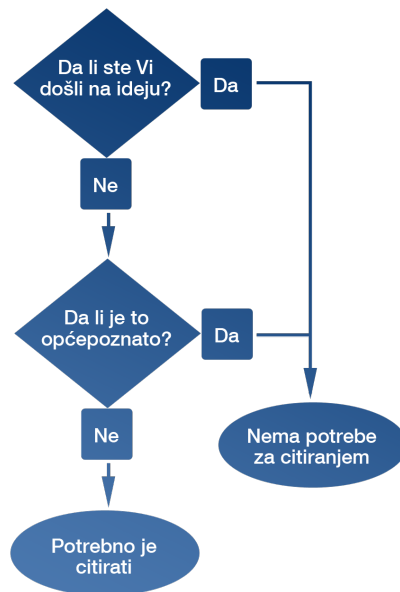 Da li ste Vi
došli na ideju?
Da
Ne
Da li je to
općepoznato?
Da
Ne
Nema potrebe
za citiranjem
Potrebno je
citirati